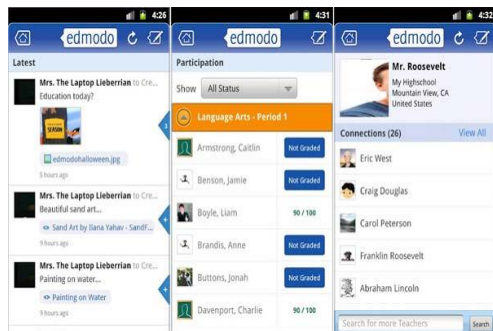 4:26
edmodo
Latest
Mrs. The Laptop Lieberrian to Cre...
Education today?
SEASON
edmodohalloween.jpg
5 hours ago
Mrs. The Laptop Lieberrian to Cre...
Beautiful sand art...
Sand Art by Ilana Yahav - SandF...
9 hours ago
Mrs. The Laptop Lieberrian to Cre...
Painting on water...
Painting on Water
9 hours ago
4:31
edmodo
Participation
Show All Status
Language Arts - Period 1
Armstrong, Caitlin Not Graded
Benson, Jamie Not Graded
Boyle, Liam 90 / 100
Brandis, Anne Not Graded
Buttons, Jonah Not Graded
Davenport, Charlie 90 / 100
4:32
edmodo
Mr. Roosevelt
My Highschool
Mountain View, CA
United States
Connections (26) View All
Eric West
Craig Douglas
Carol Peterson
Franklin Roosevelt
Abraham Lincoln
Search for more Teachers Search